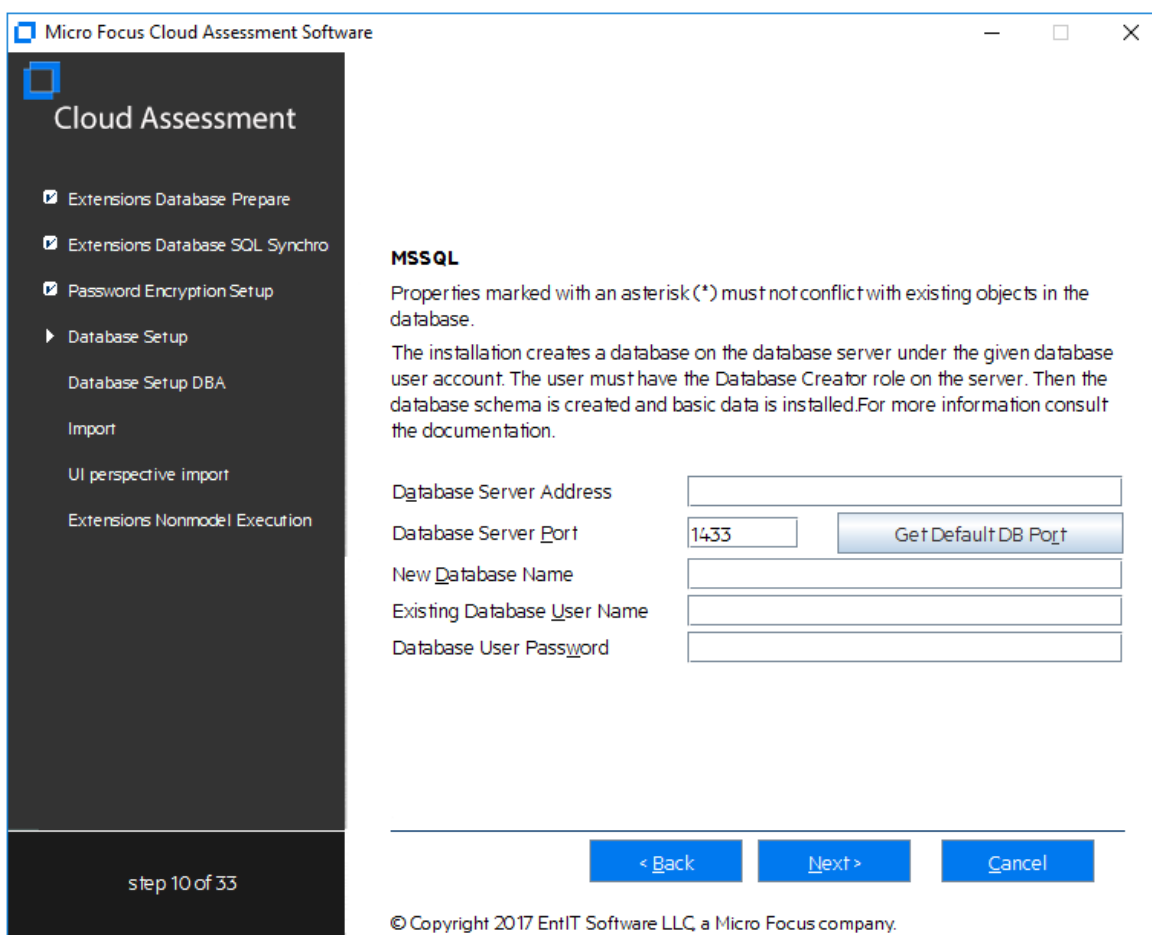 Micro Focus Cloud Assessment Software
Cloud Assessment
Extensions Database Prepare
Extensions Database SQL Synchro
Password Encryption Setup
Database Setup
Database Setup DBA
Import
UI perspective import
Extensions Nonmodel Execution
step 10 of 33
MSSQL
Properties marked with an asterisk (*) must not conflict with existing objects in the
database.
The installation creates a database on the database server under the given database
user account. The user must have the Database Creator role on the server. Then the
database schema is created and basic data is installed.For more information consult
the documentation.
Database Server Address
Database Server Port 1433 Get Default DB Port
New Database Name
Existing Database User Name
Database User Password
< Back Next > Cancel
© Copyright 2017 EntIT Software LLC, a Micro Focus company.